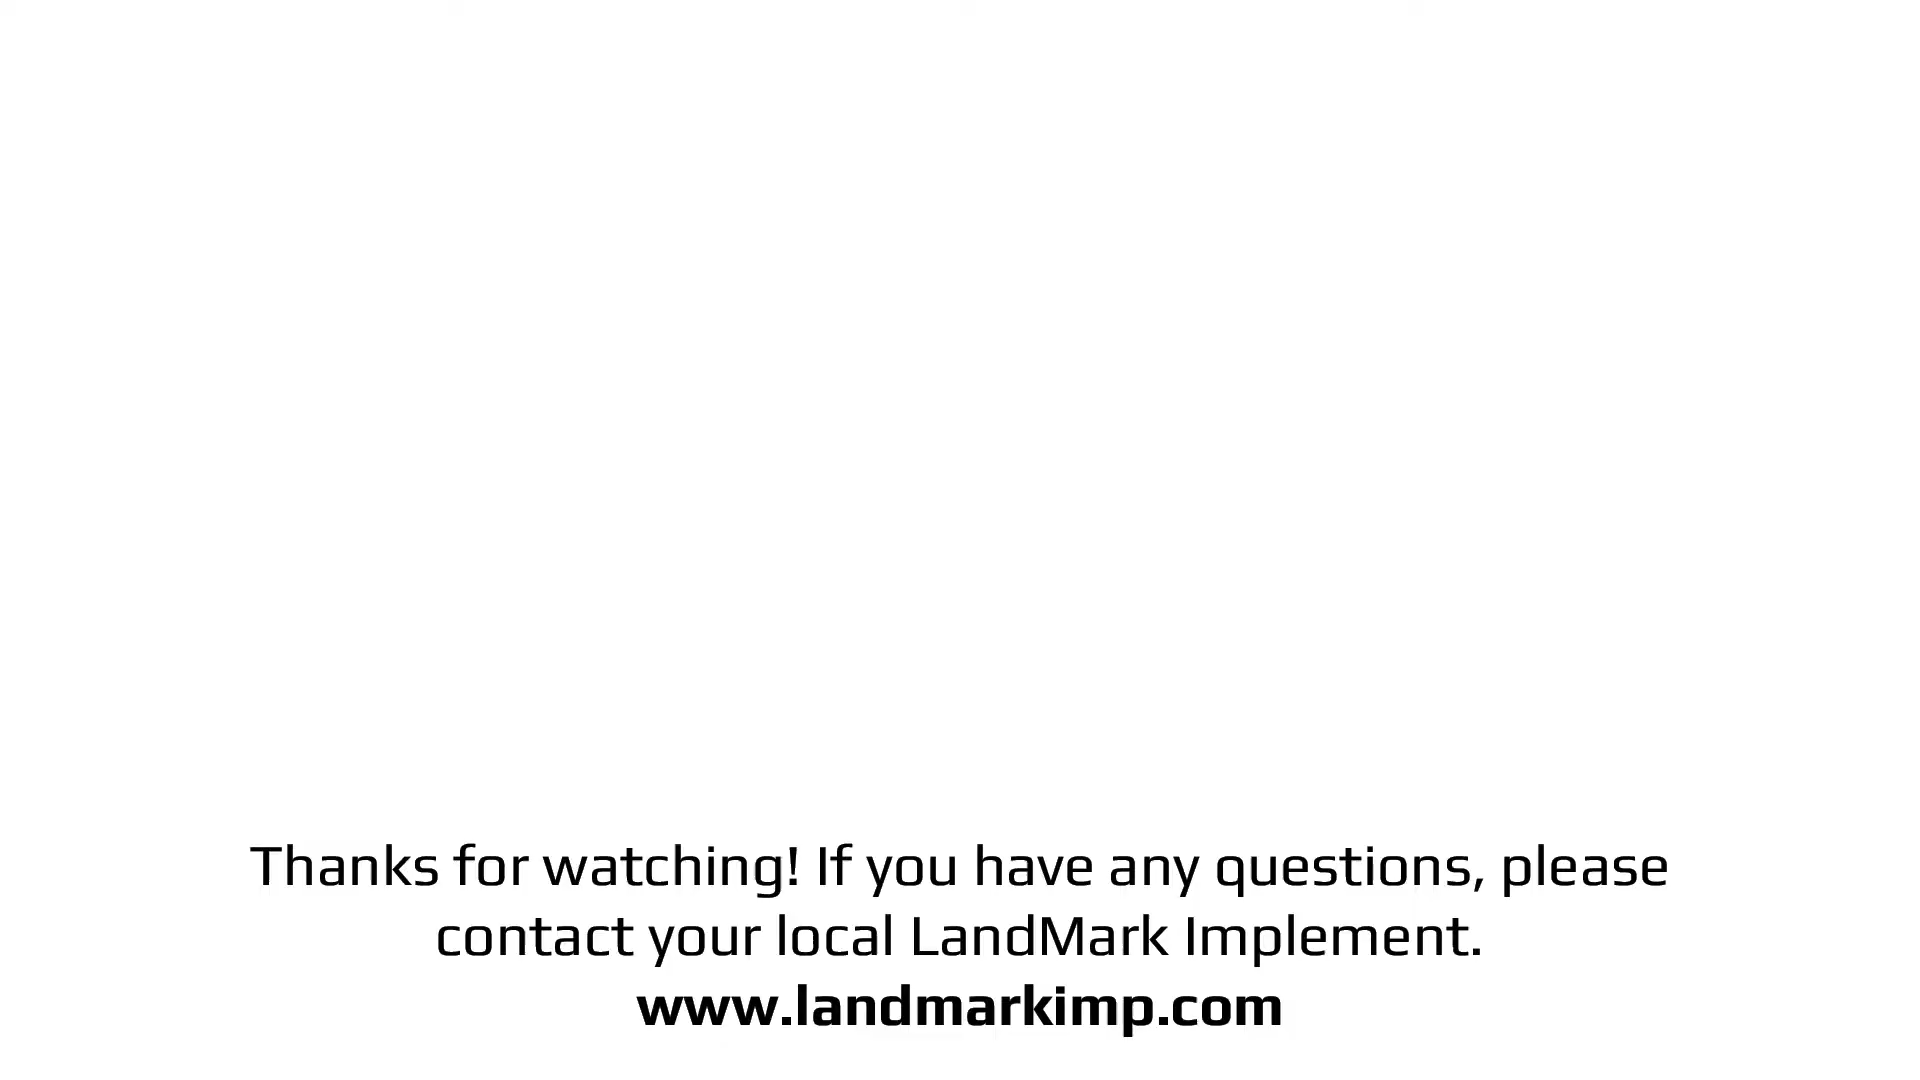 Thanks for watching! If you have any questions, please
contact your local LandMark Implement.
www.landmarkimp.com